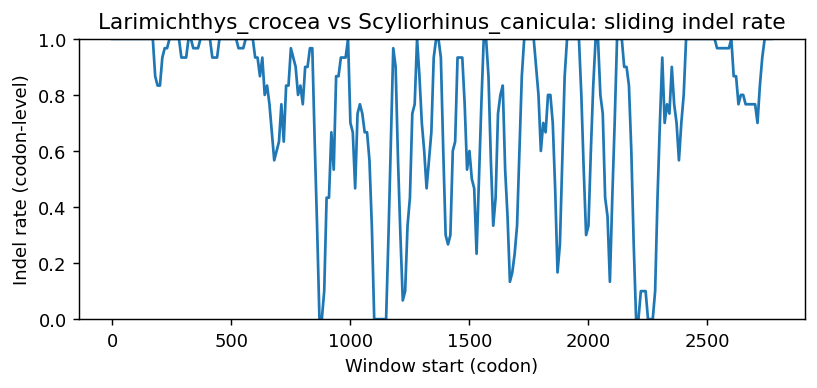 Larimichthys_crocea vs Scyliorhinus_canicula: sliding indel rate
Indel rate (codon-level)
1.0
0.8
0.6
0.4
0.2
0.0
0 500 1000 1500 2000 2500
Window start (codon)